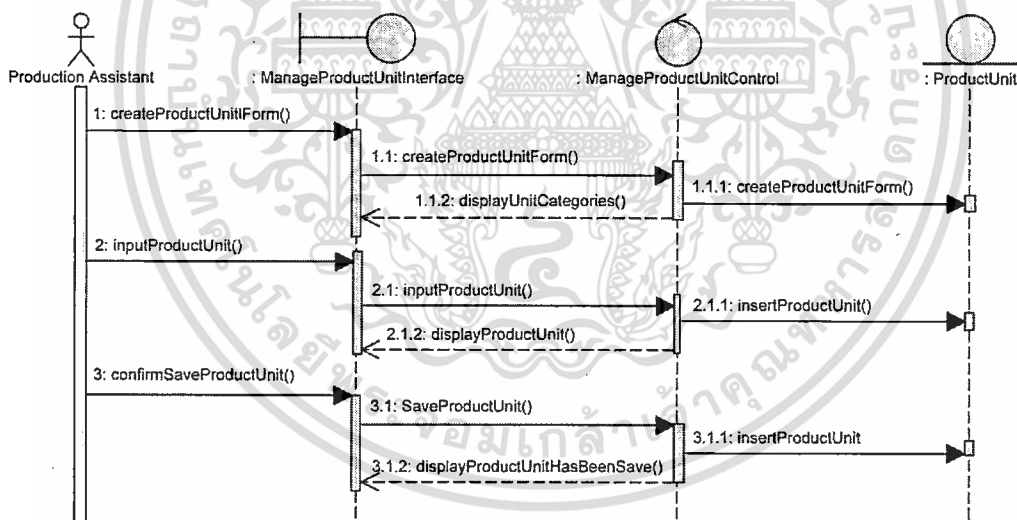 Production Assistant
: ManageProductUnitInterface
: ManageProductUnitControl
: ProductUnit
1: createProductUnitlForm()
1.1: createProductUnitForm()
1.1.1: createProductUnitForm()
1.1.2: displayUnitCategories()
2: inputProductUnit()
2.1: inputProductUnit()
2.1.1: insertProductUnit()
2.1.2: displayProductUnit()
3: confirmSaveProductUnit()
3.1: SaveProductUnit()
3.1.1: insertProductUnit
3.1.2: displayProductUnitHasBeenSave()